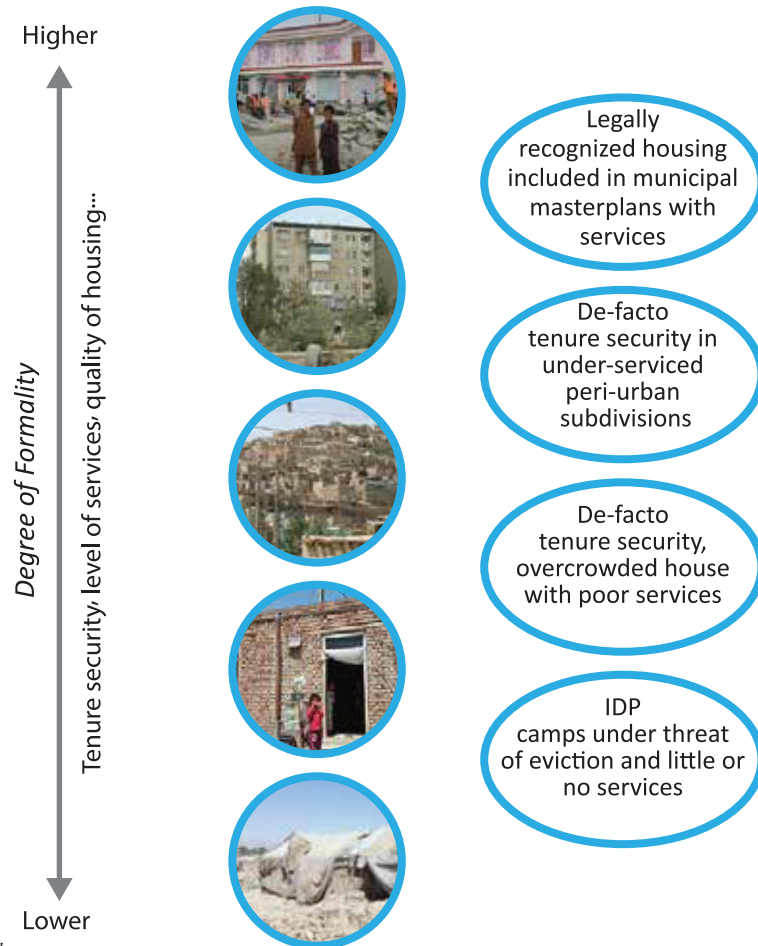 Higher
Degree of Formality
Tenure security, level of services, quality of housing...
Lower
Legally
recognized housing
included in municipal
masterplans with
services
De-facto
tenure security in
under-serviced
peri-urban
subdivisions
De-facto
tenure security,
overcrowded house
with poor services
IDP
camps under threat
of eviction and little or
no services